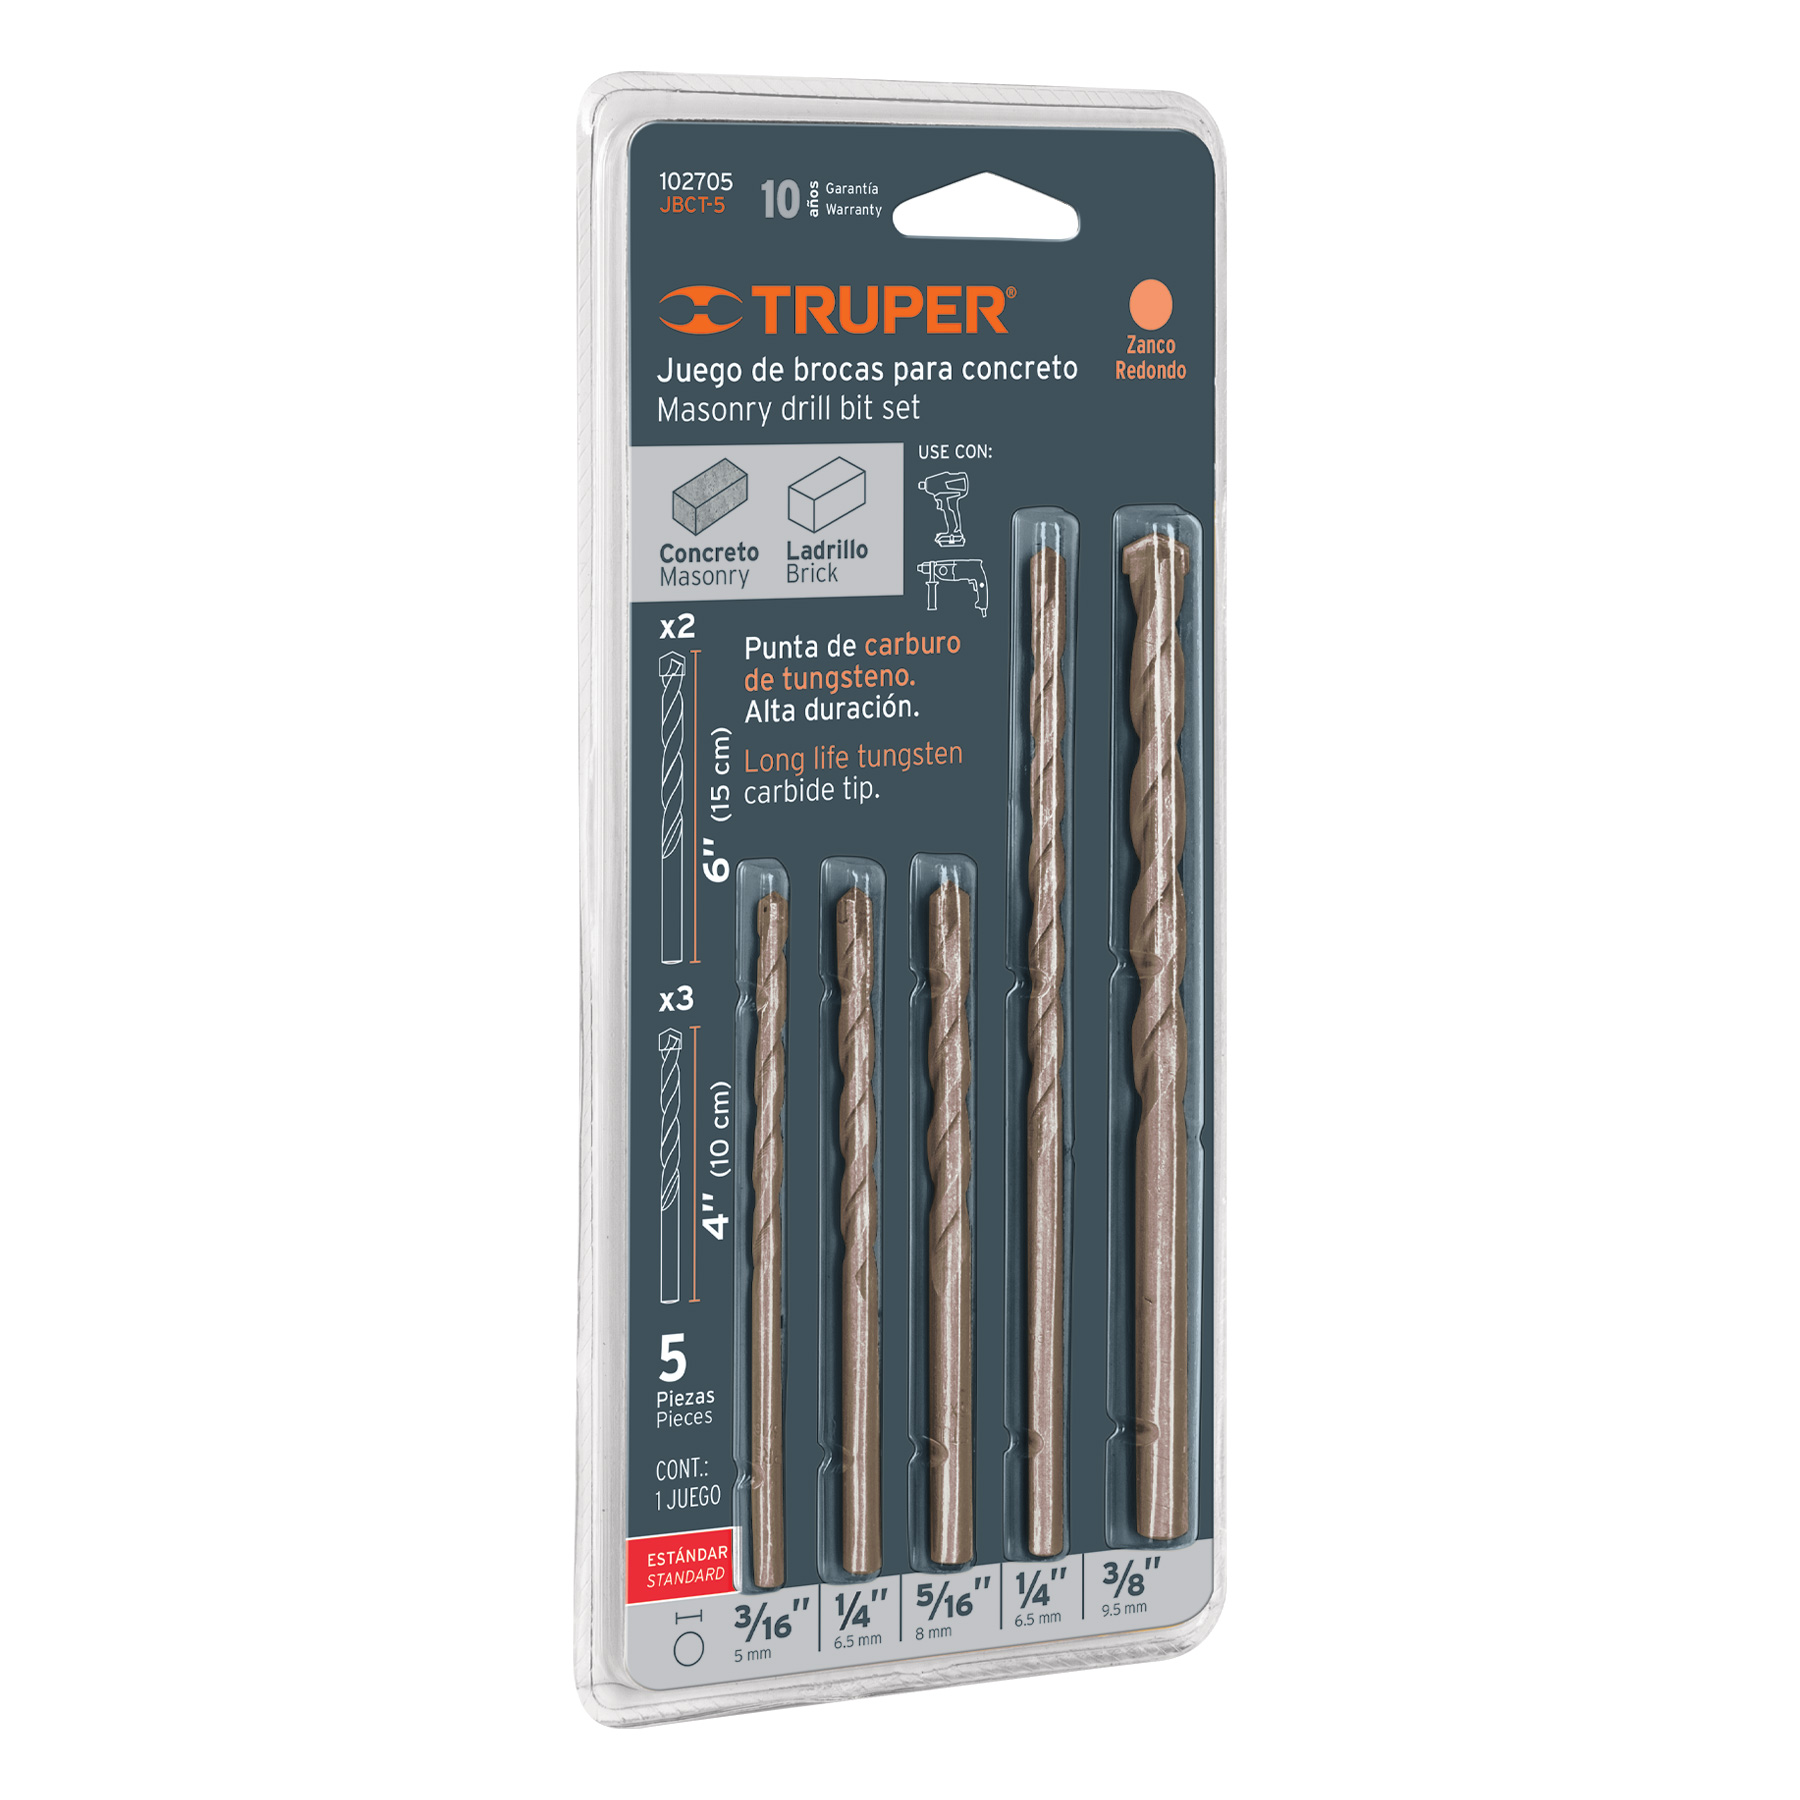 102705
JBCT-5
10 años
Garantía
Warranty
TRUPER®
Zanco
Redondo
Juego de brocas para concreto
Masonry drill bit set
USE CON:
Concreto
Masonry
Ladrillo
Brick
x2
6" (15 cm)
Punta de carburo
de tungsteno.
Alta duración.
Long life tungsten
carbide tip.
x3
4" (10 cm)
5
Piezas
Pieces
CONT.:
1 JUEGO
ESTÁNDAR
STANDARD
3/16"
5 mm
1/4"
6.5 mm
5/16"
8 mm
1/4"
6.5 mm
3/8"
9.5 mm